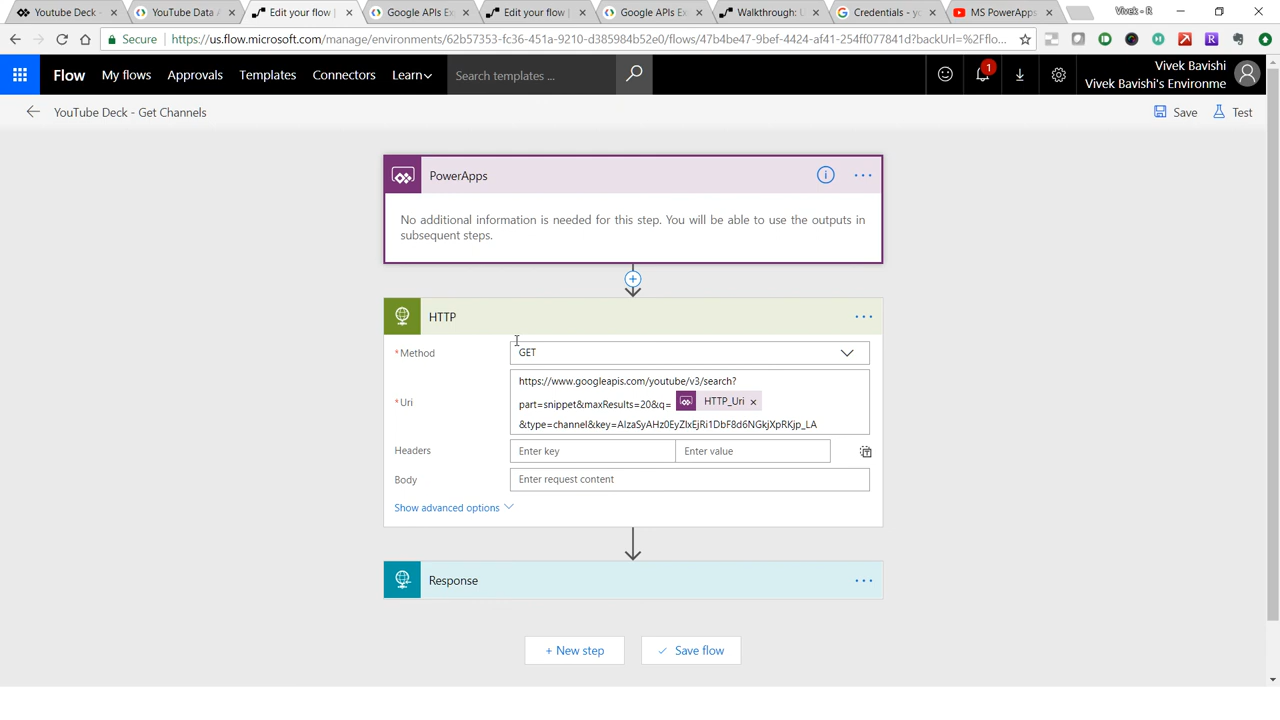 Youtube Deck -
YouTube Data A
Edit your flow |
Google APIs Ex
Edit your flow |
Google APIs Ex
Walkthrough: U
Credentials - yo
MS PowerApps
Vivek - R
Secure
https://us.flow.microsoft.com/manage/environments/62b57353-fc36-451a-9210-d385984b52e0/flows/47b4be47-9bef-4424-af41-254ff077841d?backUrl=%2Fflo...
Flow
My flows
Approvals
Templates
Connectors
Learn
Search templates ...
1
Vivek Bavishi
Vivek Bavishi's Environme
YouTube Deck - Get Channels
Save
Test
PowerApps
No additional information is needed for this step. You will be able to use the outputs in
subsequent steps.
HTTP
*Method
GET
*Uri
https://www.googleapis.com/youtube/v3/search?
part=snippet&maxResults=20&q= HTTP_Uri ×
&type=channel&key=AIzaSyAHz0EyZIxEjRi1DbF8d6NGkjXpRKjp_LA
Headers
Enter key
Enter value
Body
Enter request content
Show advanced options
Response
+ New step
Save flow